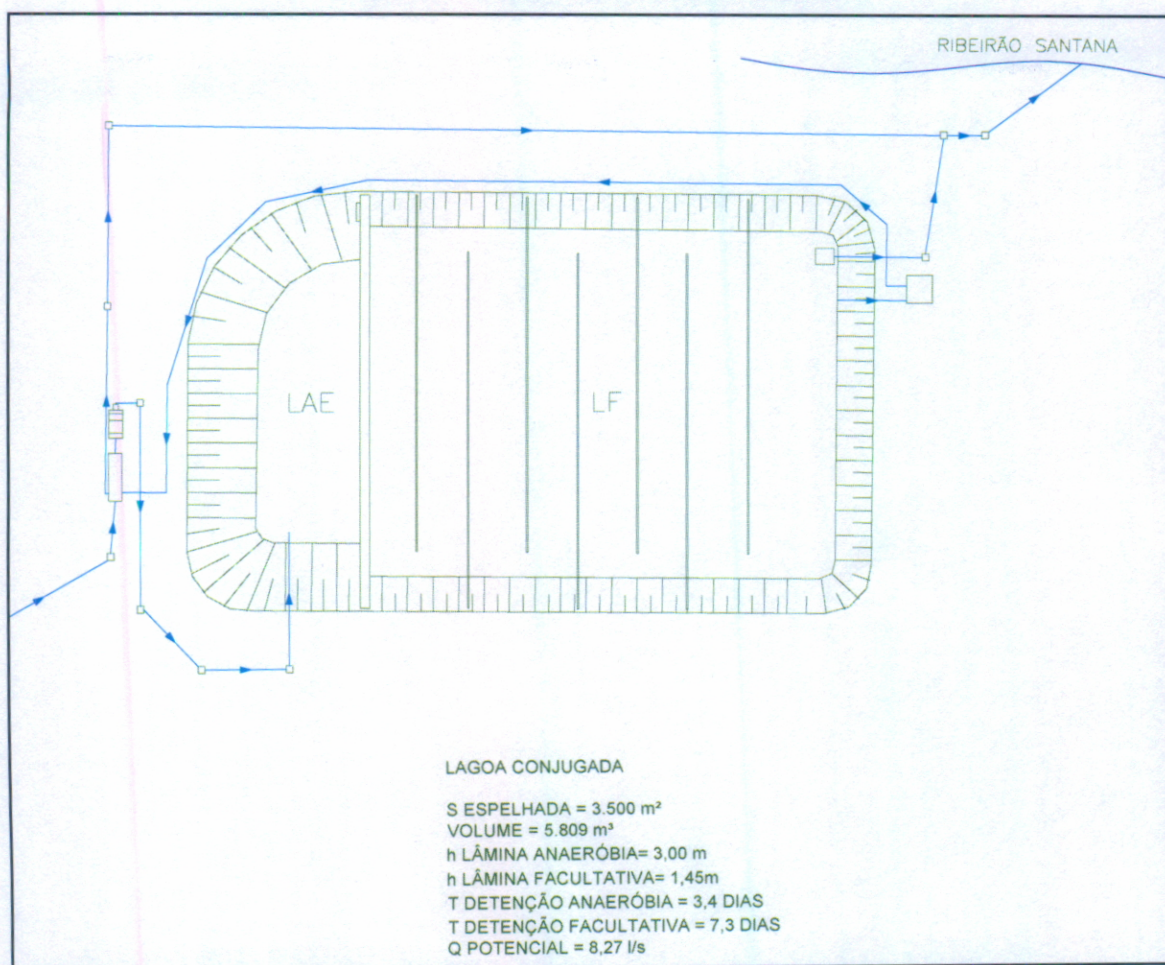 RIBEIRÃO SANTANA
LAE
LF
LAGOA CONJUGADA
S ESPELHADA = 3.500 m²
VOLUME = 5.809 m³
h LÂMINA ANAERÓBIA= 3,00 m
h LÂMINA FACULTATIVA= 1,45m
T DETENÇÃO ANAERÓBIA = 3,4 DIAS
T DETENÇÃO FACULTATIVA = 7,3 DIAS
Q POTENCIAL = 8,27 l/s